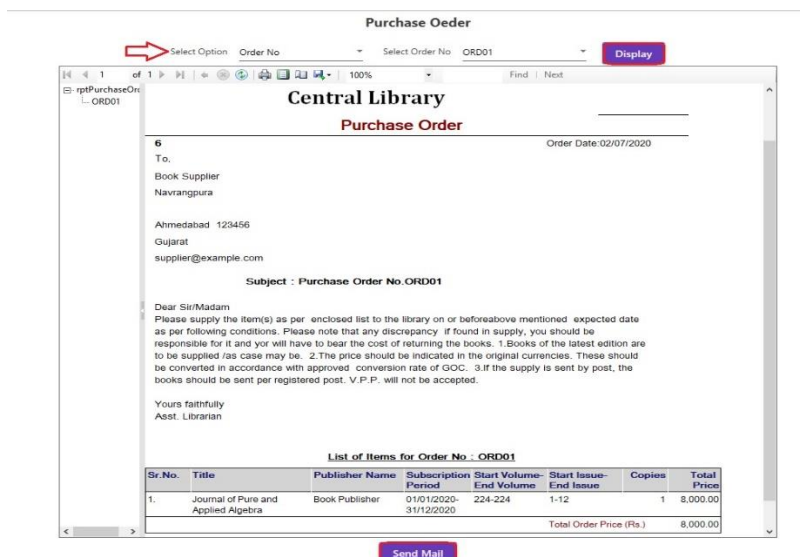 Purchase Oeder
Select Option Order No Select Order No ORD01 Display
1 of 1 100% Find | Next
rptPurchaseOrd
ORD01
Central Library
Purchase Order
6 Order Date:02/07/2020
To,
Book Supplier
Navrangpura
Ahmedabad 123456
Gujarat
supplier@example.com
Subject : Purchase Order No.ORD01
Dear Sir/Madam
Please supply the item(s) as per enclosed list to the library on or beforeabove mentioned expected date
as per following conditions. Please note that any discrepancy if found in supply, you should be
responsible for it and yor will have to bear the cost of returning the books. 1.Books of the latest edition are
to be supplied /as case may be. 2.The price should be indicated in the original currencies. These should
be converted in accordance with approved conversion rate of GOC. 3.If the supply is sent by post, the
books should be sent per registered post. V.P.P. will not be accepted.
Yours faithfully
Asst. Librarian
List of Items for Order No : ORD01
Sr.No. Title Publisher Name Subscription Start Volume- Start Issue- Copies Total
Period End Volume End Issue Price
1. Journal of Pure and Book Publisher 01/01/2020- 224-224 1-12 1 8,000.00
Applied Algebra 31/12/2020
Total Order Price (Rs.) 8,000.00
Send Mail